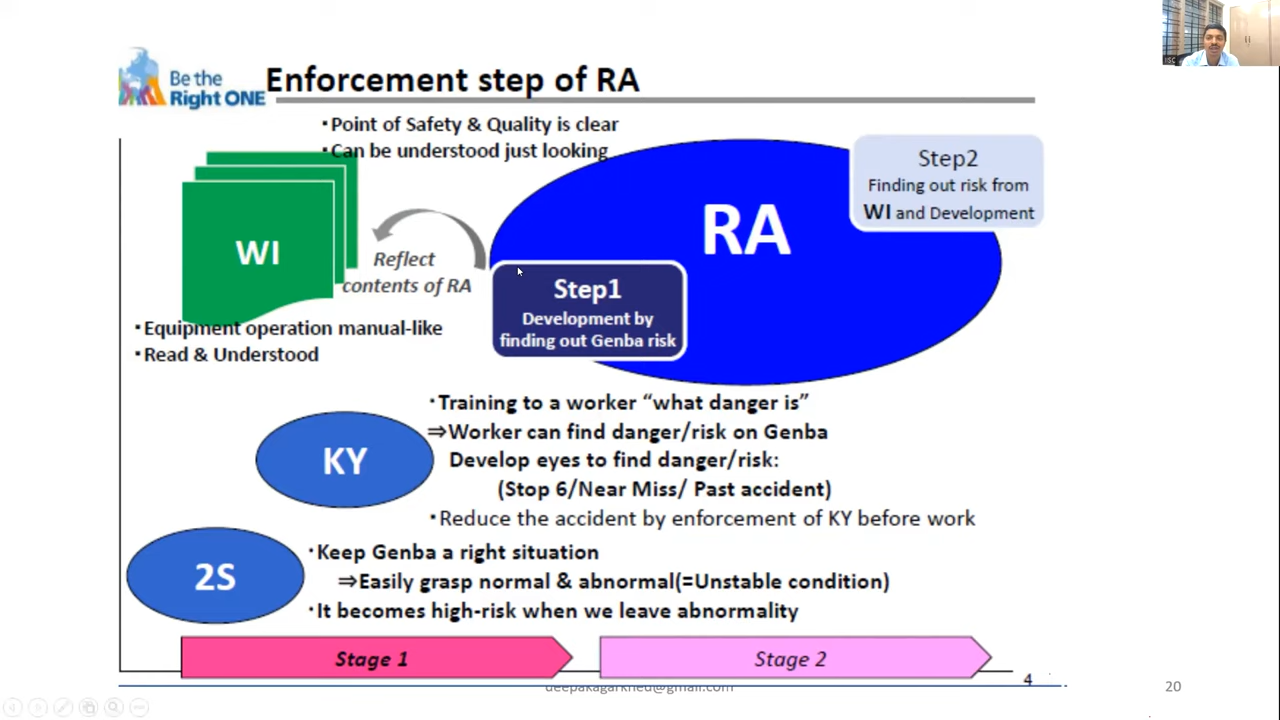 Be the
Right ONE
Enforcement step of RA
・Point of Safety & Quality is clear
・Can be understood just looking
WI
Reflect
contents of RA
・Equipment operation manual-like
・Read & Understood
RA
Step1
Development by
finding out Genba risk
Step2
Finding out risk from
WI and Development
KY
・Training to a worker “what danger is”
⇒Worker can find danger/risk on Genba
Develop eyes to find danger/risk:
(Stop 6/Near Miss/ Past accident)
・Reduce the accident by enforcement of KY before work
2S
・Keep Genba a right situation
⇒Easily grasp normal & abnormal(=Unstable condition)
・It becomes high-risk when we leave abnormality
Stage 1
Stage 2
4
deepakagarkhed@gmail.com
20